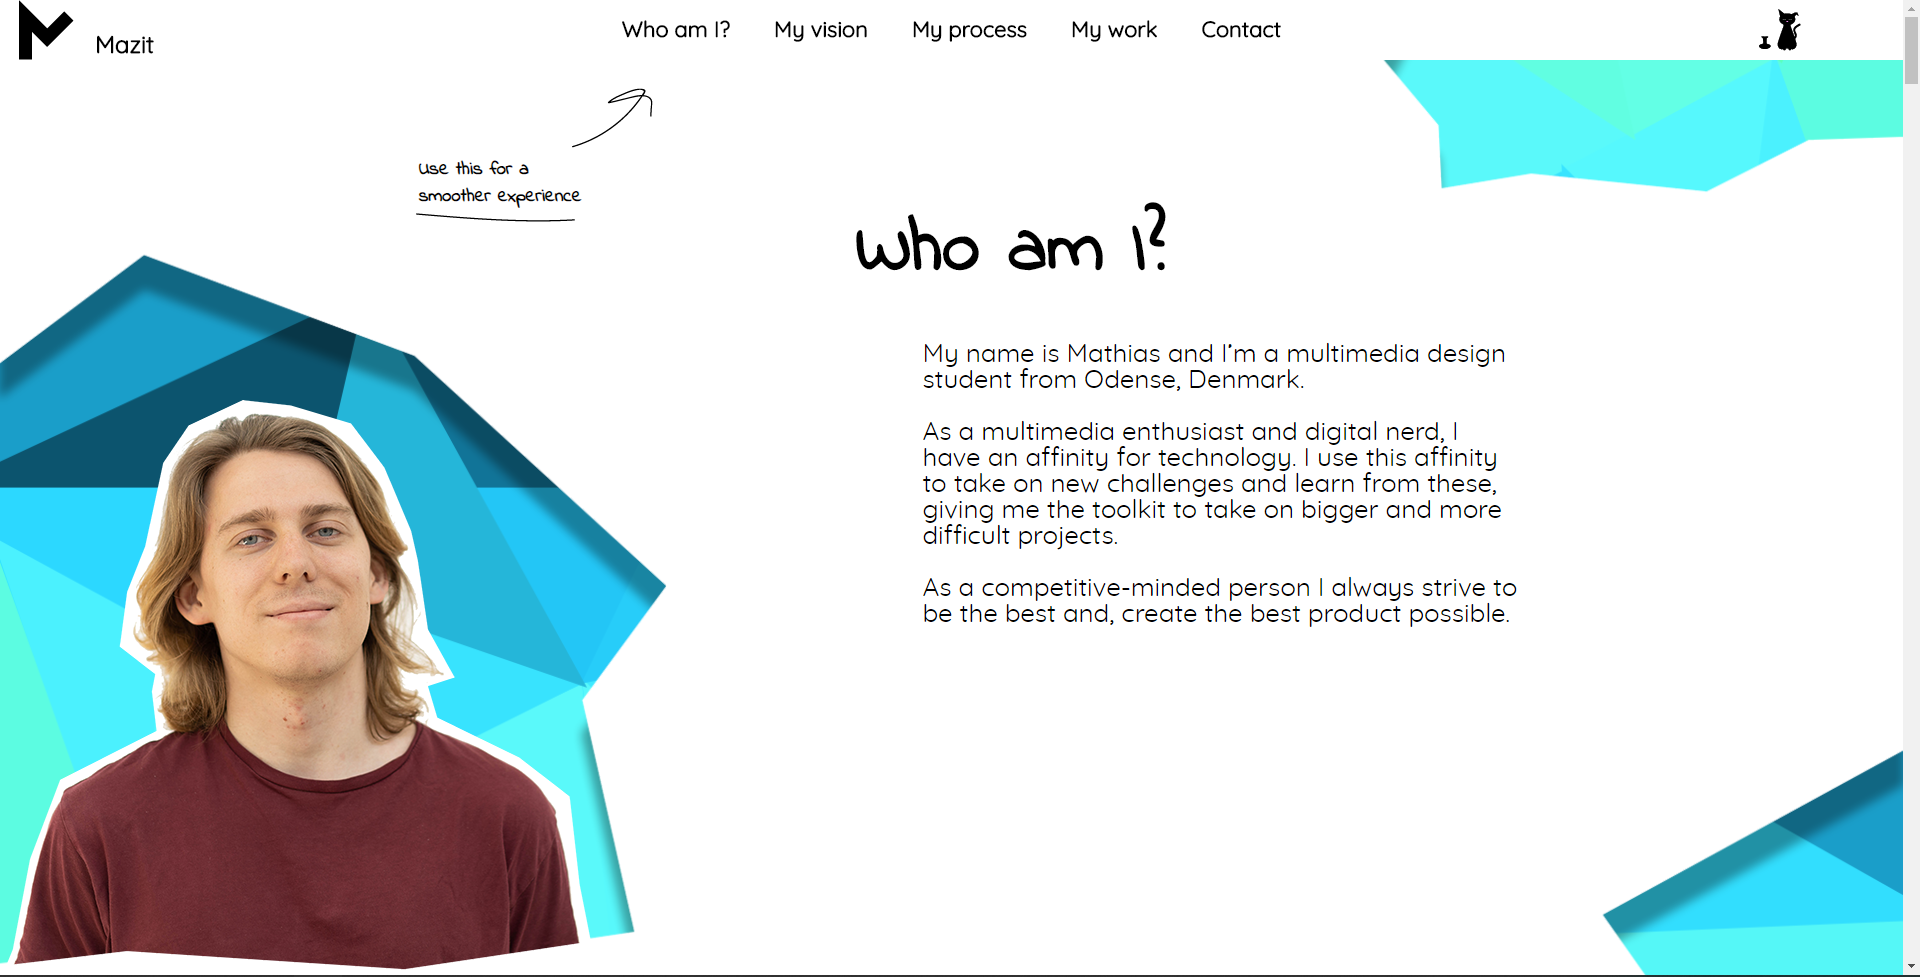 Mazit
Who am I?
My vision
My process
My work
Contact
Use this for a
smoother experience
Who am I?
My name is Mathias and I'm a multimedia design
student from Odense, Denmark.
As a multimedia enthusiast and digital nerd, I
have an affinity for technology. I use this affinity
to take on new challenges and learn from these,
giving me the toolkit to take on bigger and more
difficult projects.
As a competitive-minded person I always strive to
be the best and, create the best product possible.